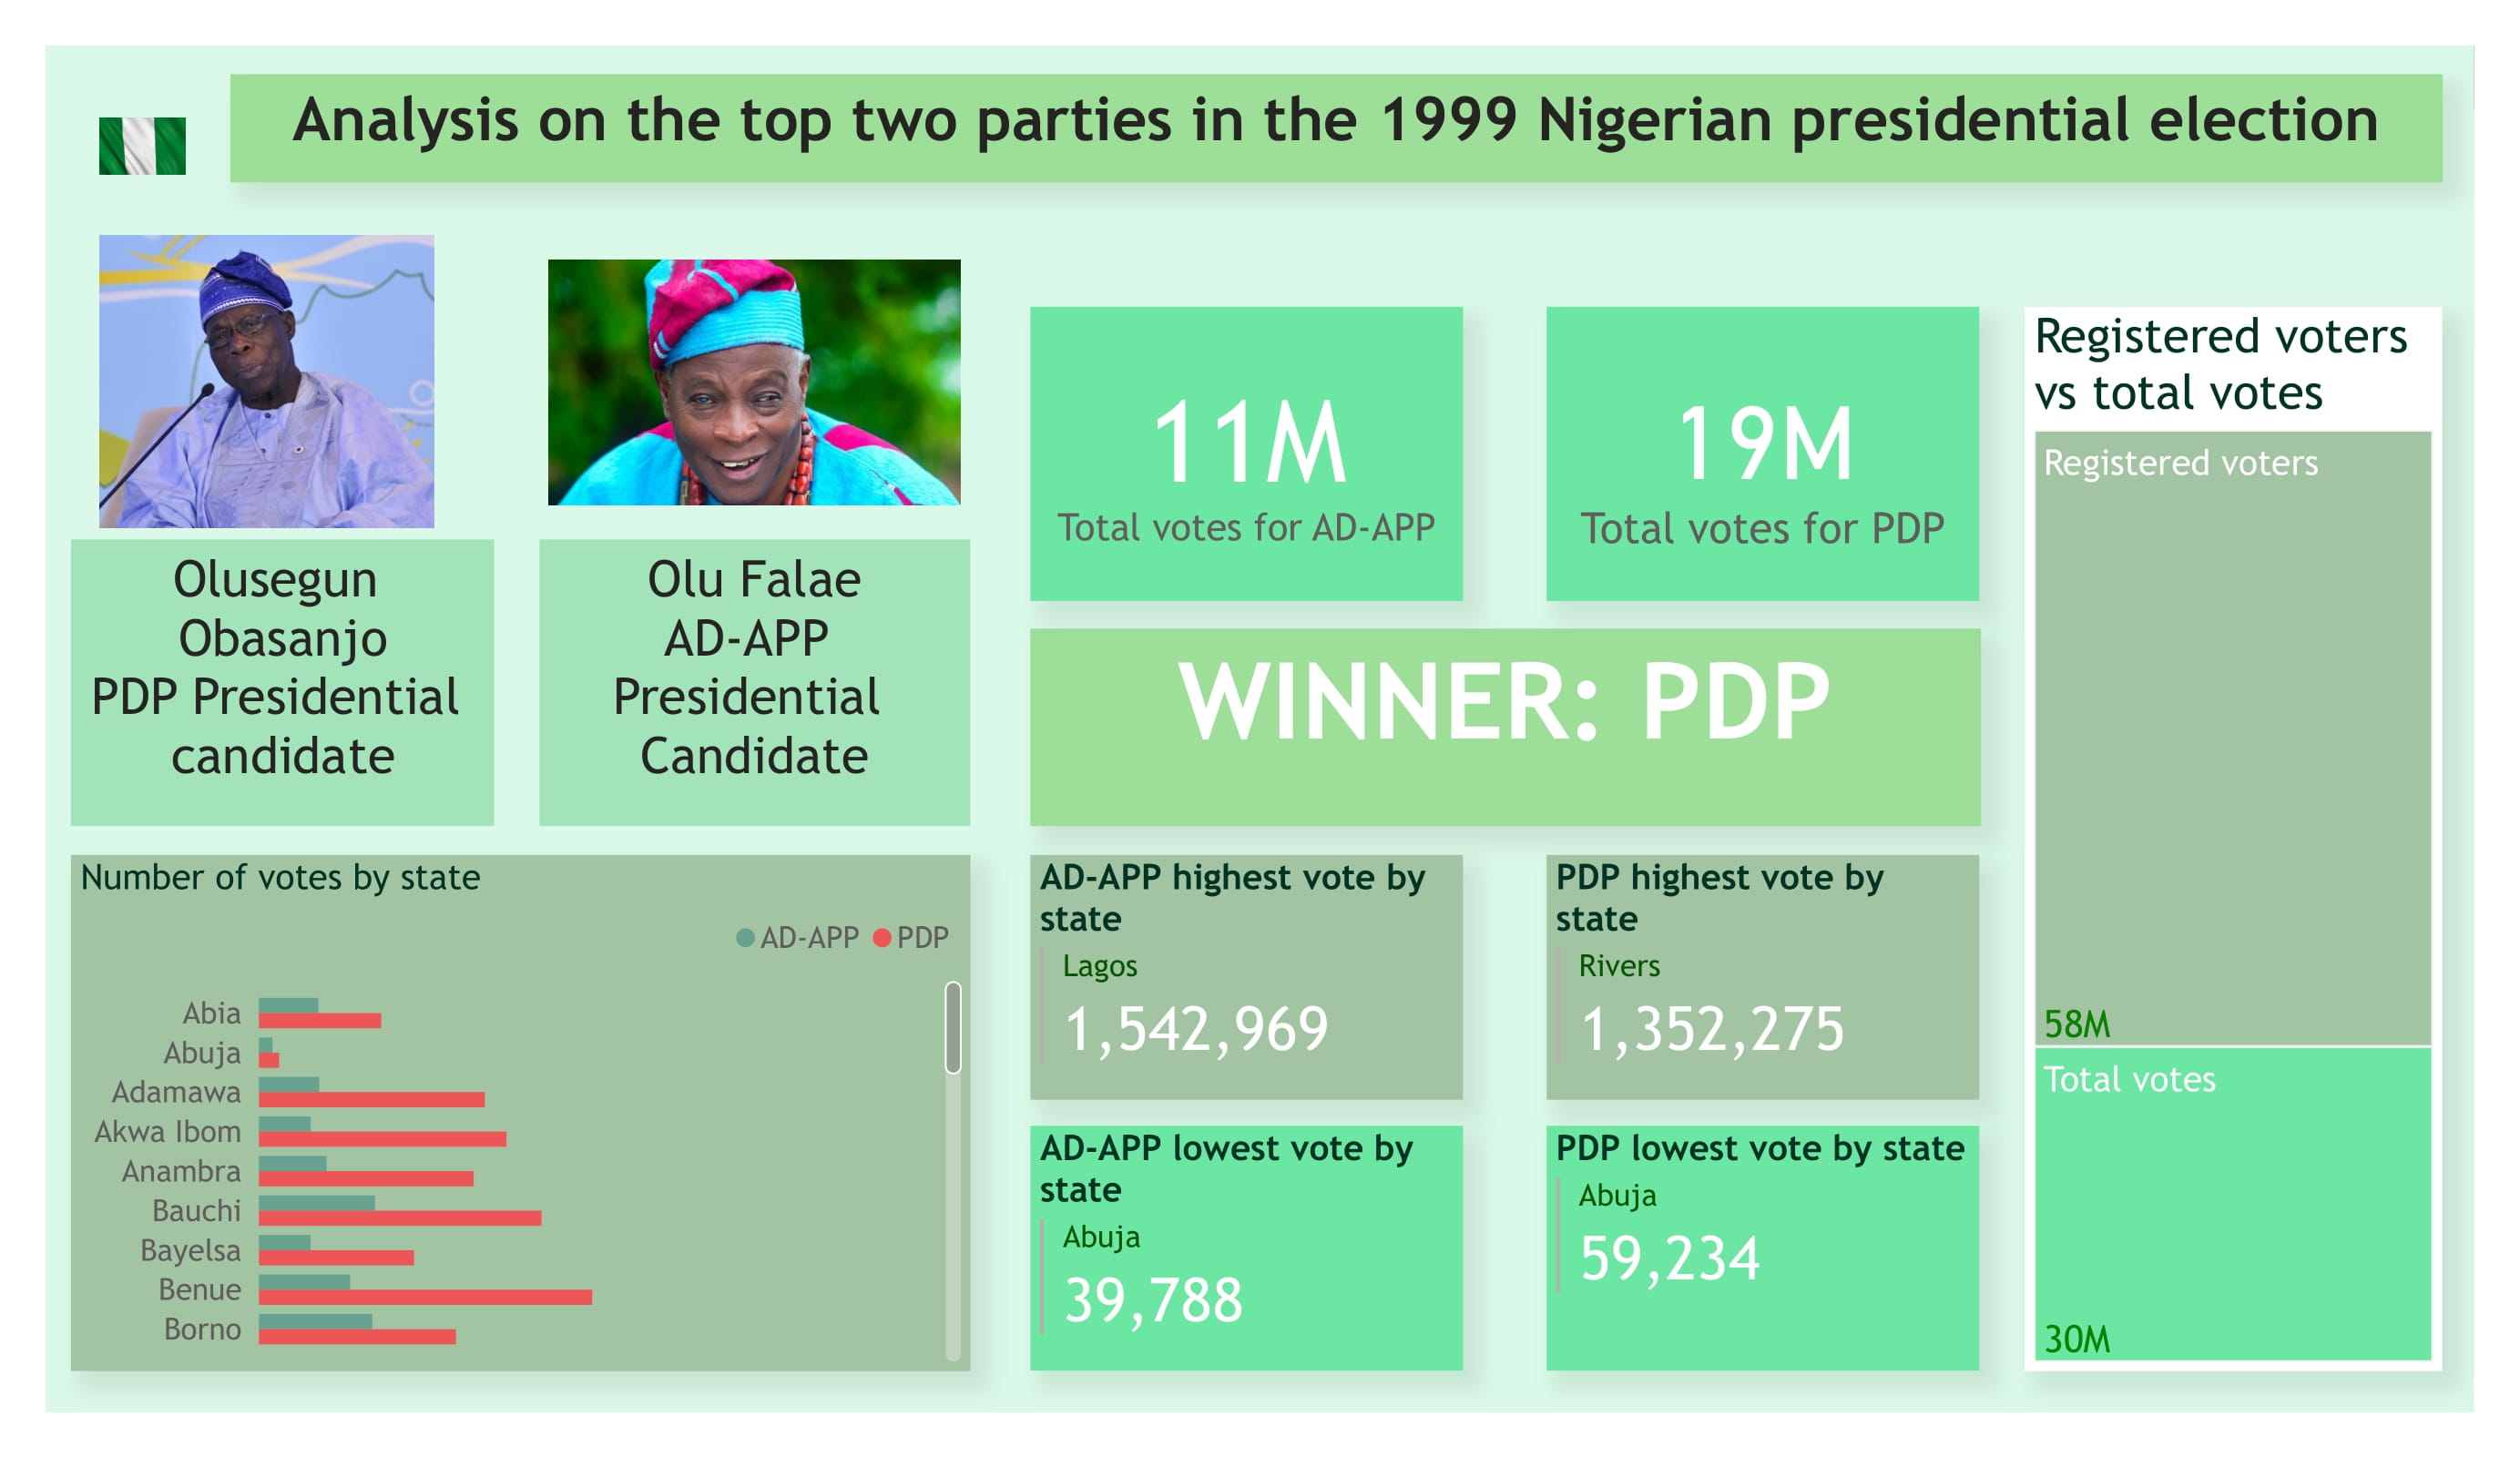 Analysis on the top two parties in the 1999 Nigerian presidential election
Olusegun
Obasanjo
PDP Presidential
candidate
Olu Falae
AD-APP
Presidential
Candidate
11M
Total votes for AD-APP
19M
Total votes for PDP
WINNER: PDP
Registered voters
vs total votes
Registered voters
58M
Total votes
30M
Number of votes by state
AD-APP PDP
Abia
Abuja
Adamawa
Akwa Ibom
Anambra
Bauchi
Bayelsa
Benue
Borno
AD-APP highest vote by
state
Lagos
1,542,969
PDP highest vote by
state
Rivers
1,352,275
AD-APP lowest vote by
state
Abuja
39,788
PDP lowest vote by state
Abuja
59,234